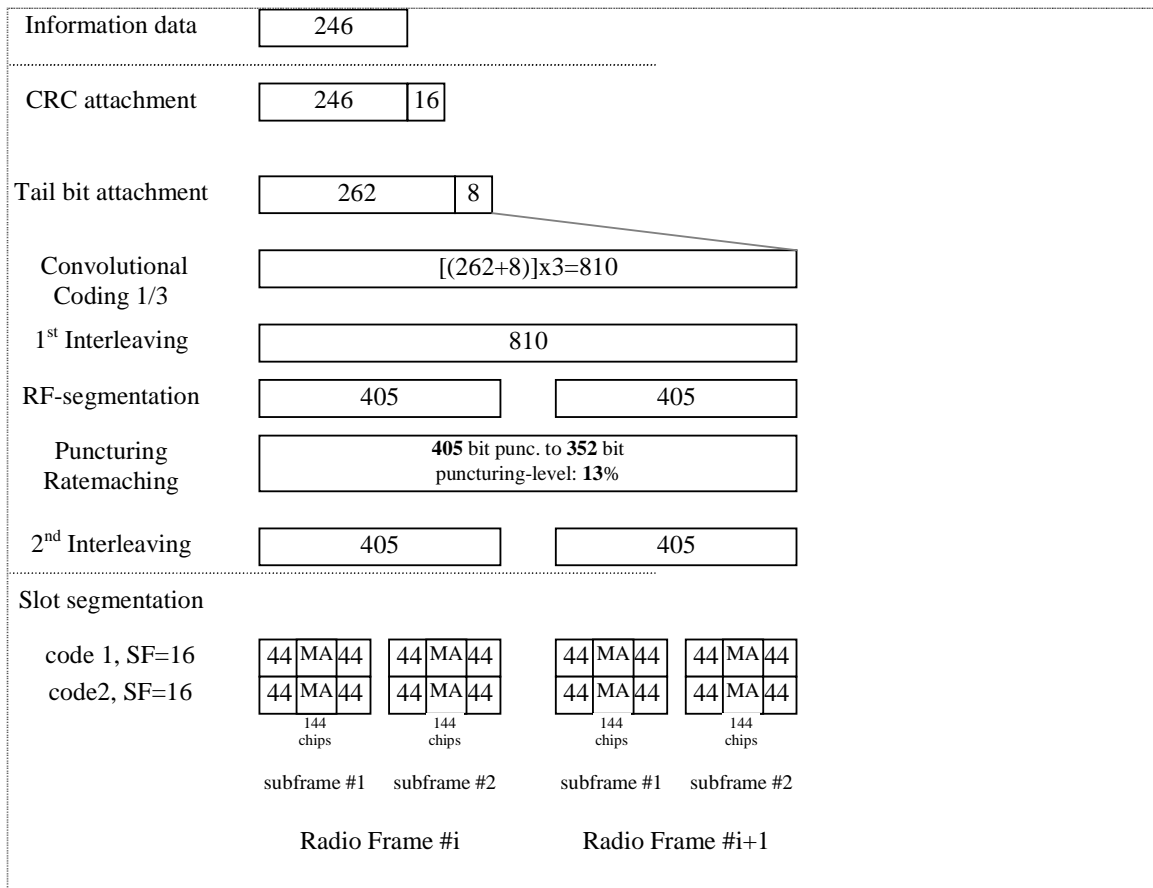 Information data 246
CRC attachment 246 16
Tail bit attachment 262 8
Convolutional
Coding 1/3
[(262+8)]x3=810
1st Interleaving 810
RF-segmentation 405 405
Puncturing
Ratemaching
405 bit punc. to 352 bit
puncturing-level: 13%
2nd Interleaving 405 405
Slot segmentation
code 1, SF=16 44 MA 44 44 MA 44 44 MA 44 44 MA 44
code2, SF=16 44 MA 44 44 MA 44 44 MA 44 44 MA 44
144 144 144 144
chips chips chips chips
subframe #1 subframe #2 subframe #1 subframe #2
Radio Frame #i Radio Frame #i+1